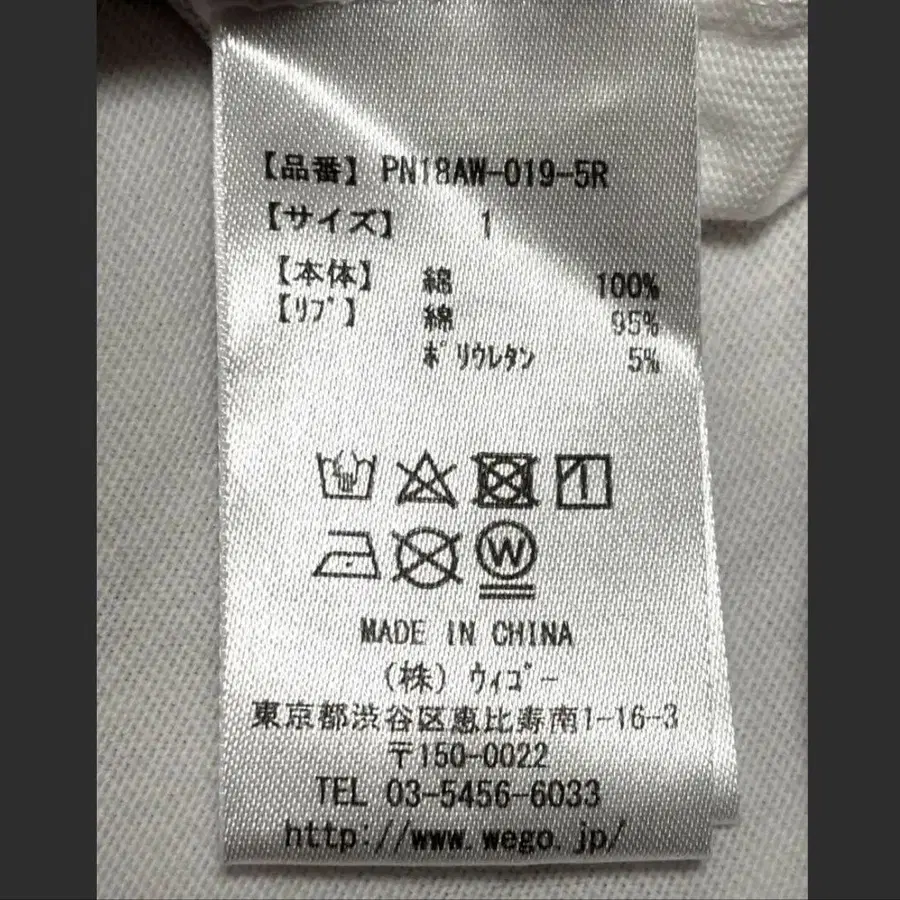 【品番】 PN18AW-019-5R
【サイズ】 1
【本体】 綿 100%
【ﾘﾌﾞ】 綿 95%
ﾎﾟﾘｳﾚﾀﾝ 5%
W
MADE IN CHINA
(株) ｳｨｺﾞｰ
東京都渋谷区恵比寿南1-16-3
〒150-0022
TEL 03-5456-6033
http://www.wego.jp/